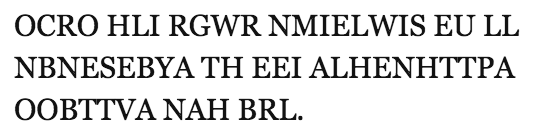 OCRO HLI RGWR NMIELWIS EU LL
NBNESEBYA TH EEI ALHENHTTPA
OOBTTVA NAH BRL.